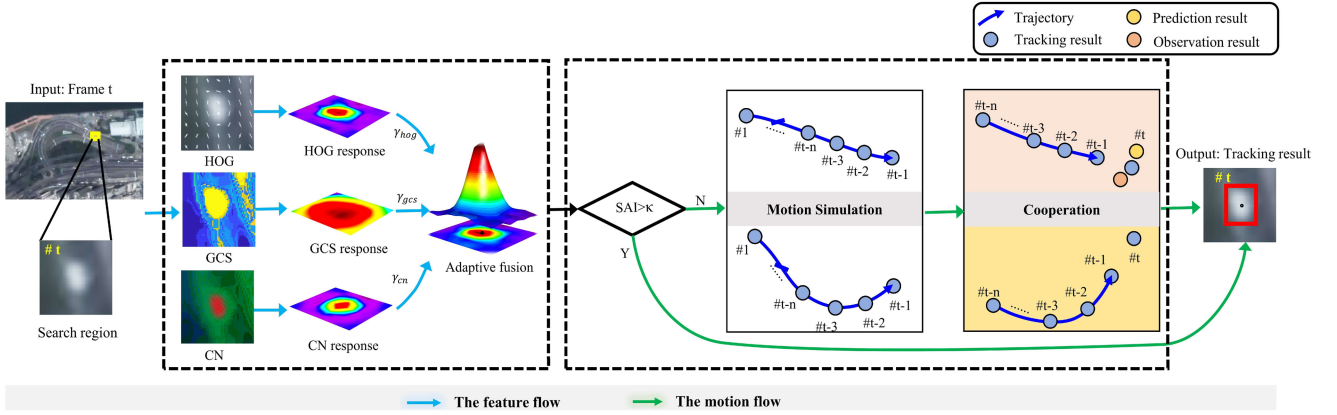 Trajectory
Prediction result
Tracking result
Observation result
Input: Frame t
# t
Search region
HOG
GCS
CN
HOG response
GCS response
CN response
γhog
γgcs
γcn
Adaptive fusion
SAI>κ
N
Y
#1
#t-n
#t-3
#t-2
#t-1
Motion Simulation
#1
#t-n
#t-3
#t-2
#t-1
#t-n
#t-3
#t-2
#t-1
#t
Cooperation
#t-n
#t-3
#t-2
#t-1
#t
Output: Tracking result
# t
The feature flow
The motion flow